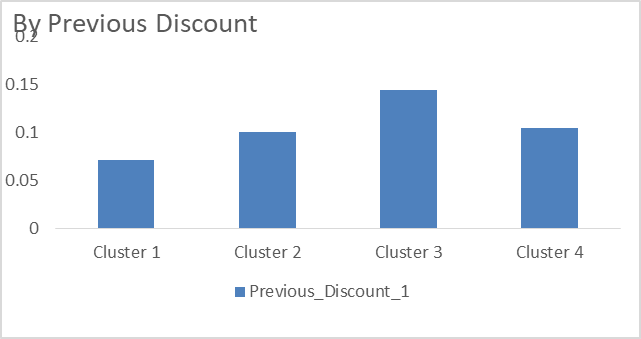 By Previous Discount
0.2
0.15
0.1
0.05
0
Cluster 1 Cluster 2 Cluster 3 Cluster 4
Previous_Discount_1